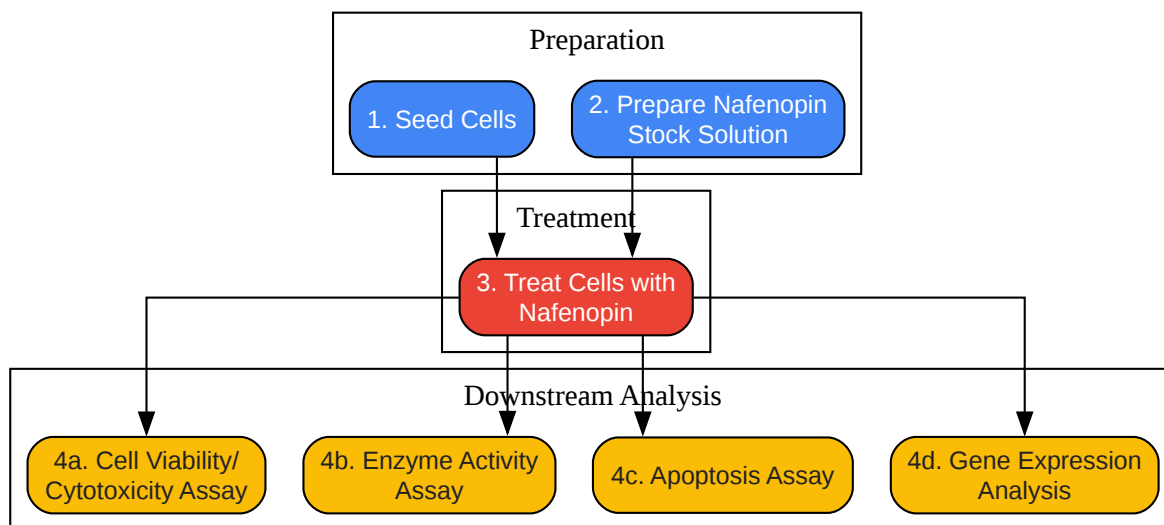 Preparation
1. Seed Cells
2. Prepare Nafenopin
Stock Solution
Treatment
3. Treat Cells with
Nafenopin
Downstream Analysis
4a. Cell Viability/
Cytotoxicity Assay
4b. Enzyme Activity
Assay
4c. Apoptosis Assay
4d. Gene Expression
Analysis